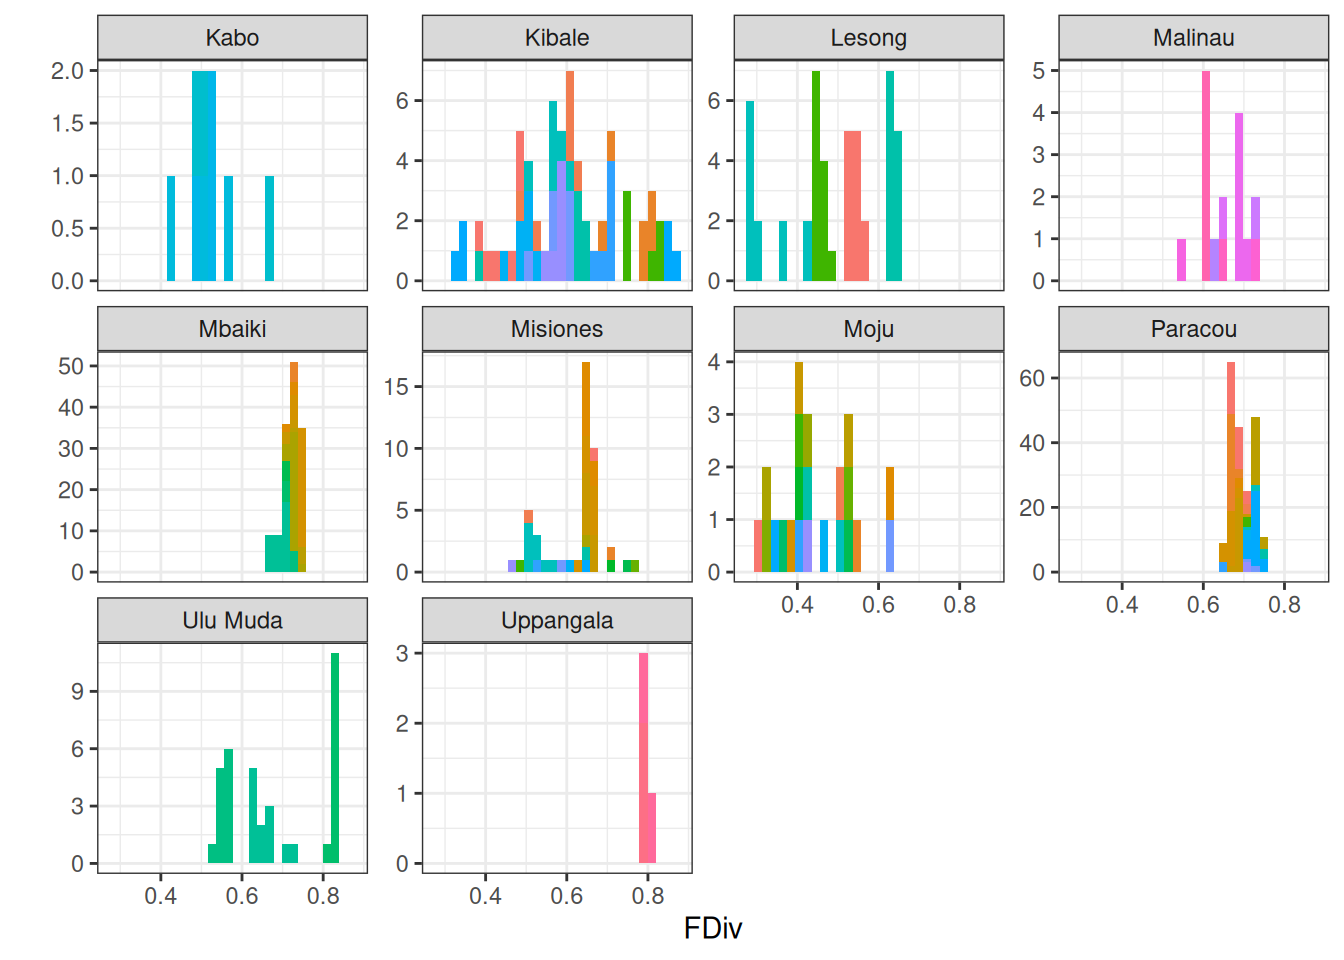 Kabo Kibale Lesong Malinau
2.0 6 6 5
1.5 4 4 4
1.0 2 2 3
0.5 0 0 2
0.0 1
0
Mbaiki Misiones Moju Paracou
50 15 4 60
40 10 3 40
30 5 2 20
20 0 1 0
10 0
0
0.4 0.6 0.8 0.4 0.6 0.8
Ulu Muda Uppangala
9 3
6 2
3 1
0 0
0.4 0.6 0.8 0.4 0.6 0.8
FDiv